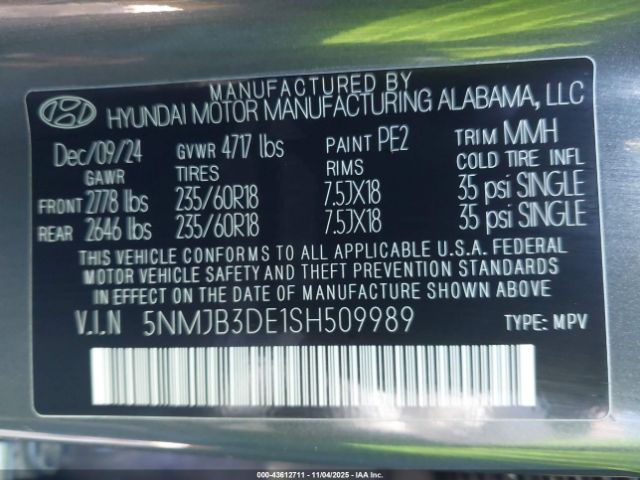 MANUFACTURED BY
HYUNDAI MOTOR MANUFACTURING ALABAMA, LLC
Dec/09/24 GVWR 4717 lbs PAINT PE2 TRIM MMH
GAWR TIRES RIMS COLD TIRE INFL
FRONT 2778 lbs 235/60R18 7.5JX18 35 psi SINGLE
REAR 2646 lbs 235/60R18 7.5JX18 35 psi SINGLE
THIS VEHICLE CONFORMS TO ALL APPLICABLE U.S.A. FEDERAL
MOTOR VEHICLE SAFETY AND THEFT PREVENTION STANDARDS
IN EFFECT ON THE DATE OF MANUFACTURE SHOWN ABOVE.
V.I.N 5NMJB3DE1SH509989 TYPE: MPV
000-43612711 - 11/04/2025 - IAA Inc.